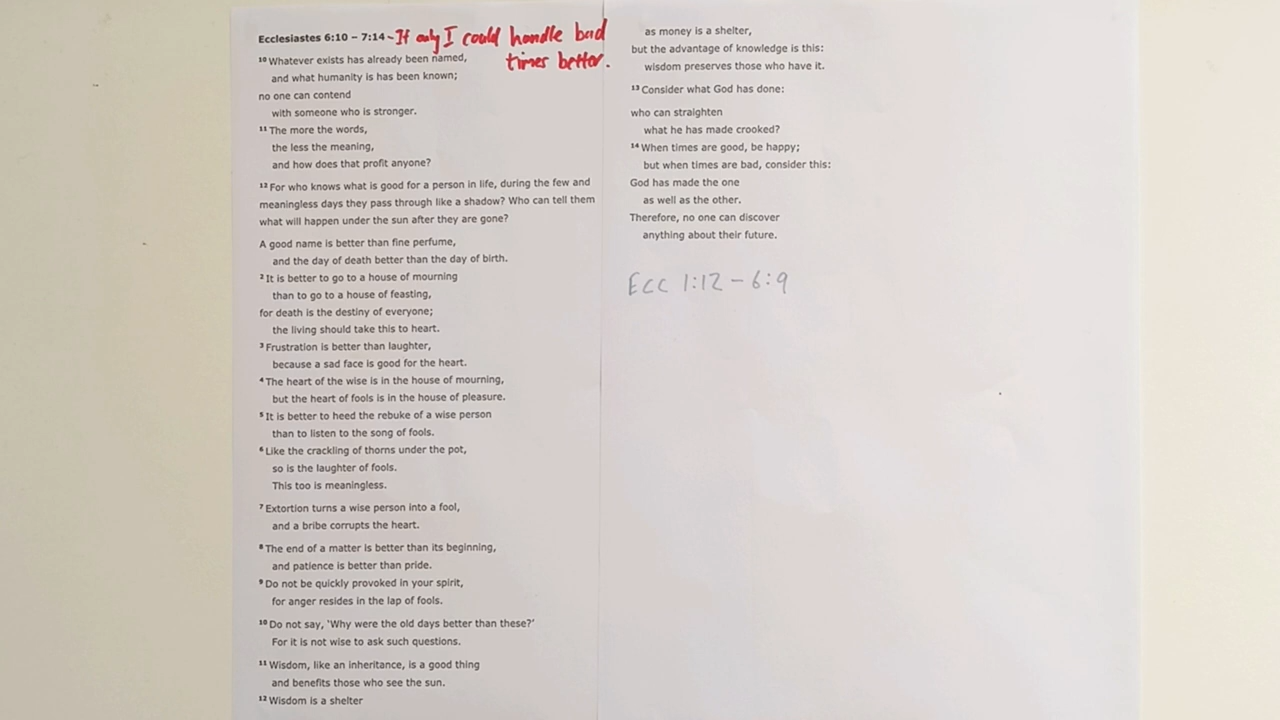 Ecclesiastes 6:10 – 7:14 - If only I could handle bad
times better.
10 Whatever exists has already been named,
and what humanity is has been known;
no one can contend
with someone who is stronger.
11 The more the words,
the less the meaning,
and how does that profit anyone?
12 For who knows what is good for a person in life, during the few and
meaningless days they pass through like a shadow? Who can tell them
what will happen under the sun after they are gone?
A good name is better than fine perfume,
and the day of death better than the day of birth.
2 It is better to go to a house of mourning
than to go to a house of feasting,
for death is the destiny of everyone;
the living should take this to heart.
3 Frustration is better than laughter,
because a sad face is good for the heart.
4 The heart of the wise is in the house of mourning,
but the heart of fools is in the house of pleasure.
5 It is better to heed the rebuke of a wise person
than to listen to the song of fools.
6 Like the crackling of thorns under the pot,
so is the laughter of fools.
This too is meaningless.
7 Extortion turns a wise person into a fool,
and a bribe corrupts the heart.
8 The end of a matter is better than its beginning,
and patience is better than pride.
9 Do not be quickly provoked in your spirit,
for anger resides in the lap of fools.
10 Do not say, ‘Why were the old days better than these?’
For it is not wise to ask such questions.
11 Wisdom, like an inheritance, is a good thing
and benefits those who see the sun.
12 Wisdom is a shelter
as money is a shelter,
but the advantage of knowledge is this:
wisdom preserves those who have it.
13 Consider what God has done:
who can straighten
what he has made crooked?
14 When times are good, be happy;
but when times are bad, consider this:
God has made the one
as well as the other.
Therefore, no one can discover
anything about their future.
Ecc 1:12 – 6:9